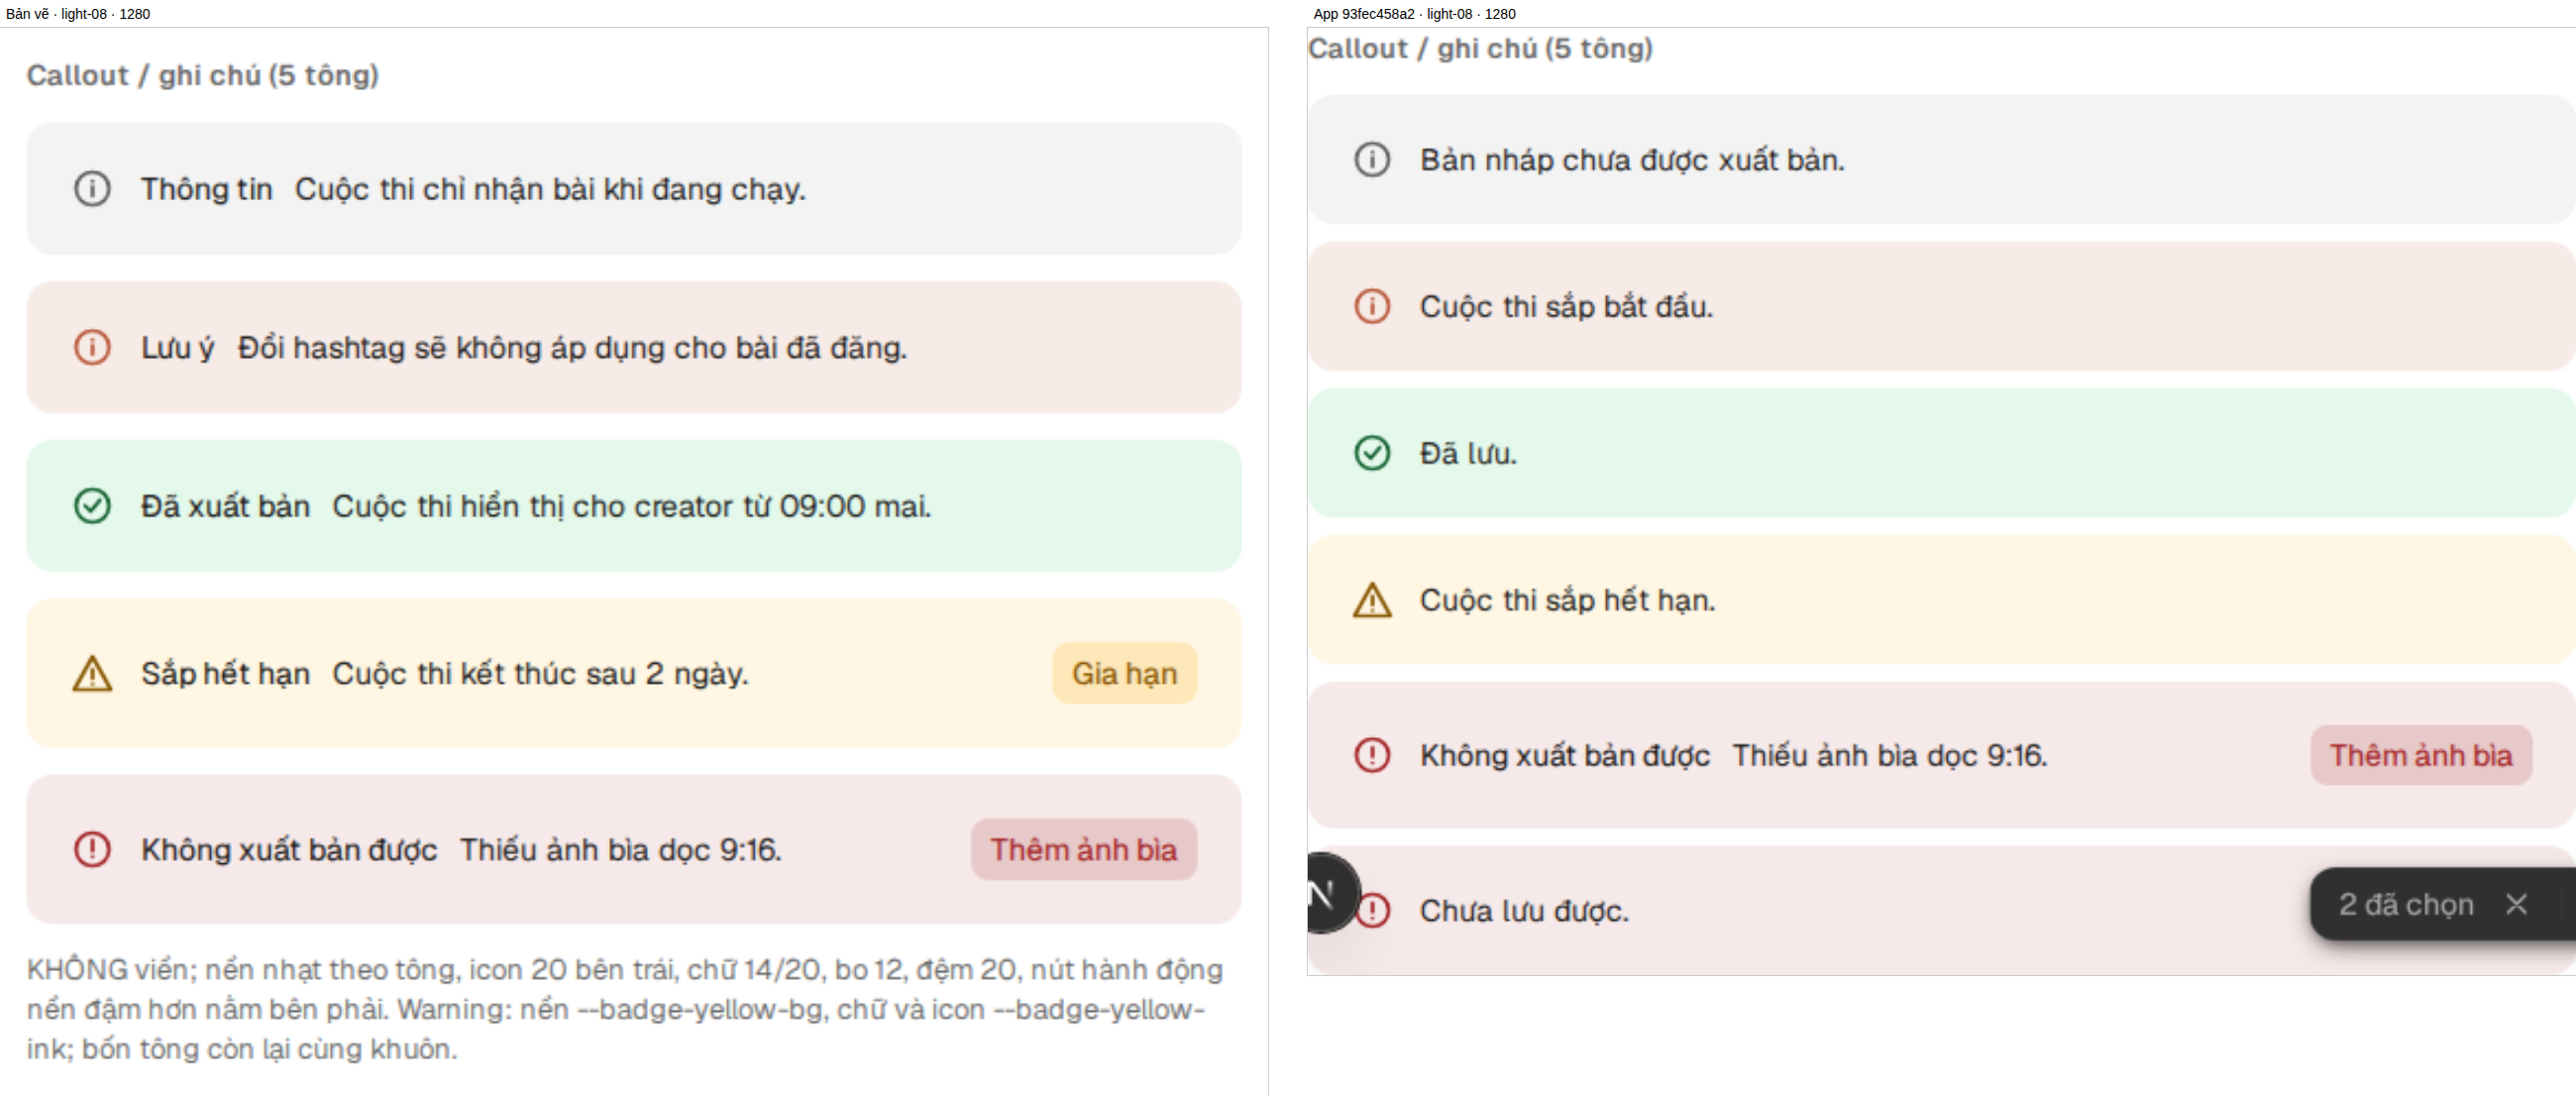 Bản vẽ · light-08 · 1280
Callout / ghi chú (5 tông)
Thông tin Cuộc thi chỉ nhận bài khi đang chạy.
Lưu ý Đổi hashtag sẽ không áp dụng cho bài đã đăng.
Đã xuất bản Cuộc thi hiển thị cho creator từ 09:00 mai.
Sắp hết hạn Cuộc thi kết thúc sau 2 ngày.
Gia hạn
Không xuất bản được Thiếu ảnh bìa dọc 9:16.
Thêm ảnh bìa
KHÔNG viền; nền nhạt theo tông, icon 20 bên trái, chữ 14/20, bo 12, đệm 20, nút hành động
nền đậm hơn nằm bên phải. Warning: nền --badge-yellow-bg, chữ và icon --badge-yellow-
ink; bốn tông còn lại cùng khuôn.
App 93fec458a2 · light-08 · 1280
Callout / ghi chú (5 tông)
Bản nháp chưa được xuất bản.
Cuộc thi sắp bắt đầu.
Đã lưu.
Cuộc thi sắp hết hạn.
Không xuất bản được Thiếu ảnh bìa dọc 9:16.
Thêm ảnh bìa
N
Chưa lưu được.
2 đã chọn